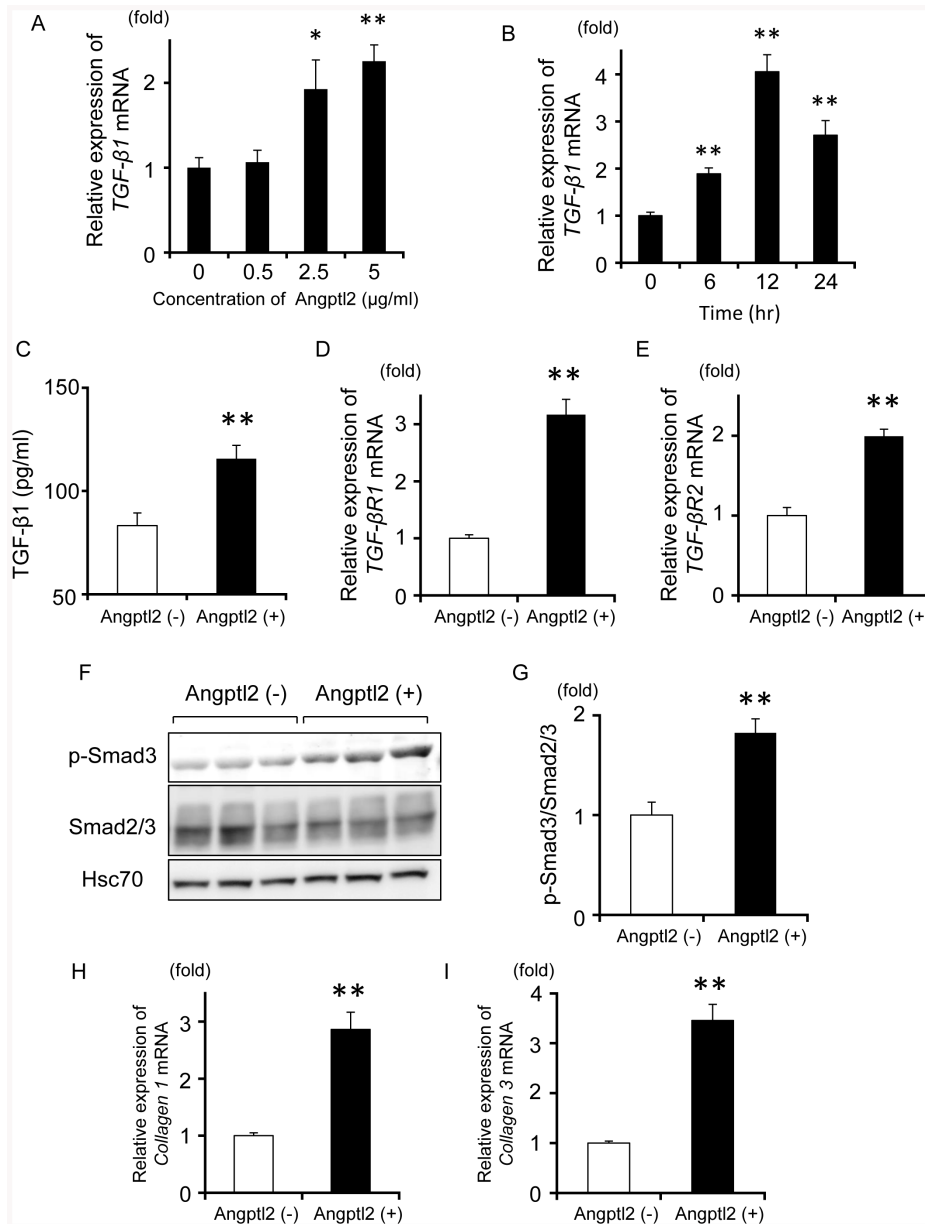 A
(fold)
Relative expression of
TGF-β1 mRNA
2
1
0
*
**
0 0.5 2.5 5
Concentration of Angptl2 (μg/ml)
B
(fold)
Relative expression of
TGF-β1 mRNA
4
3
2
1
0
**
**
**
0 6 12 24
Time (hr)
C
TGF-β1 (pg/ml)
150
100
50
**
Angptl2 (-) Angptl2 (+)
D
(fold)
Relative expression of
TGF-βR1 mRNA
3
2
1
0
**
Angptl2 (-) Angptl2 (+)
E
(fold)
Relative expression of
TGF-βR2 mRNA
2
1
0
**
Angptl2 (-) Angptl2 (+
F
Angptl2 (-) Angptl2 (+)
p-Smad3
Smad2/3
Hsc70
G
(fold)
p-Smad3/Smad2/3
2
1
0
**
Angptl2 (-) Angptl2 (+)
H
(fold)
Relative expression of
Collagen 1 mRNA
3
2
1
0
**
Angptl2 (-) Angptl2 (+)
I
(fold)
Relative expression of
Collagen 3 mRNA
4
3
2
1
0
**
Angptl2 (-) Angptl2 (+)